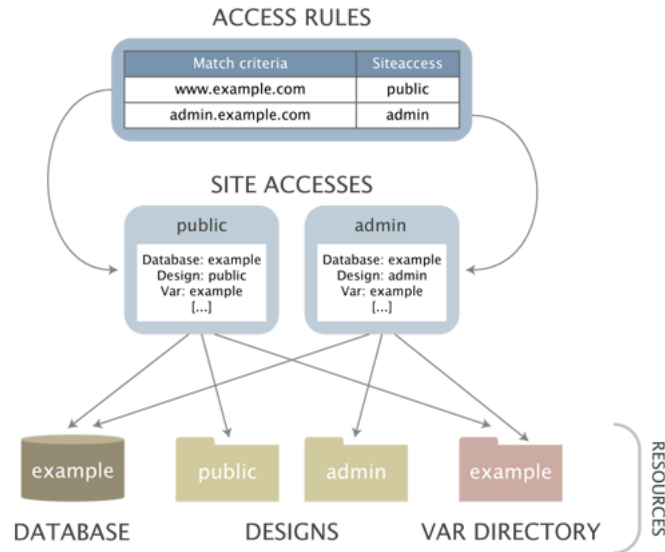 ACCESS RULES
Match criteria Siteaccess
www.example.com public
admin.example.com admin
SITE ACCESSES
public
Database: example
Design: public
Var: example
[...]
admin
Database: example
Design: admin
Var: example
[...]
example
public
admin
example
DATABASE
DESIGNS
VAR DIRECTORY
RESOURCES